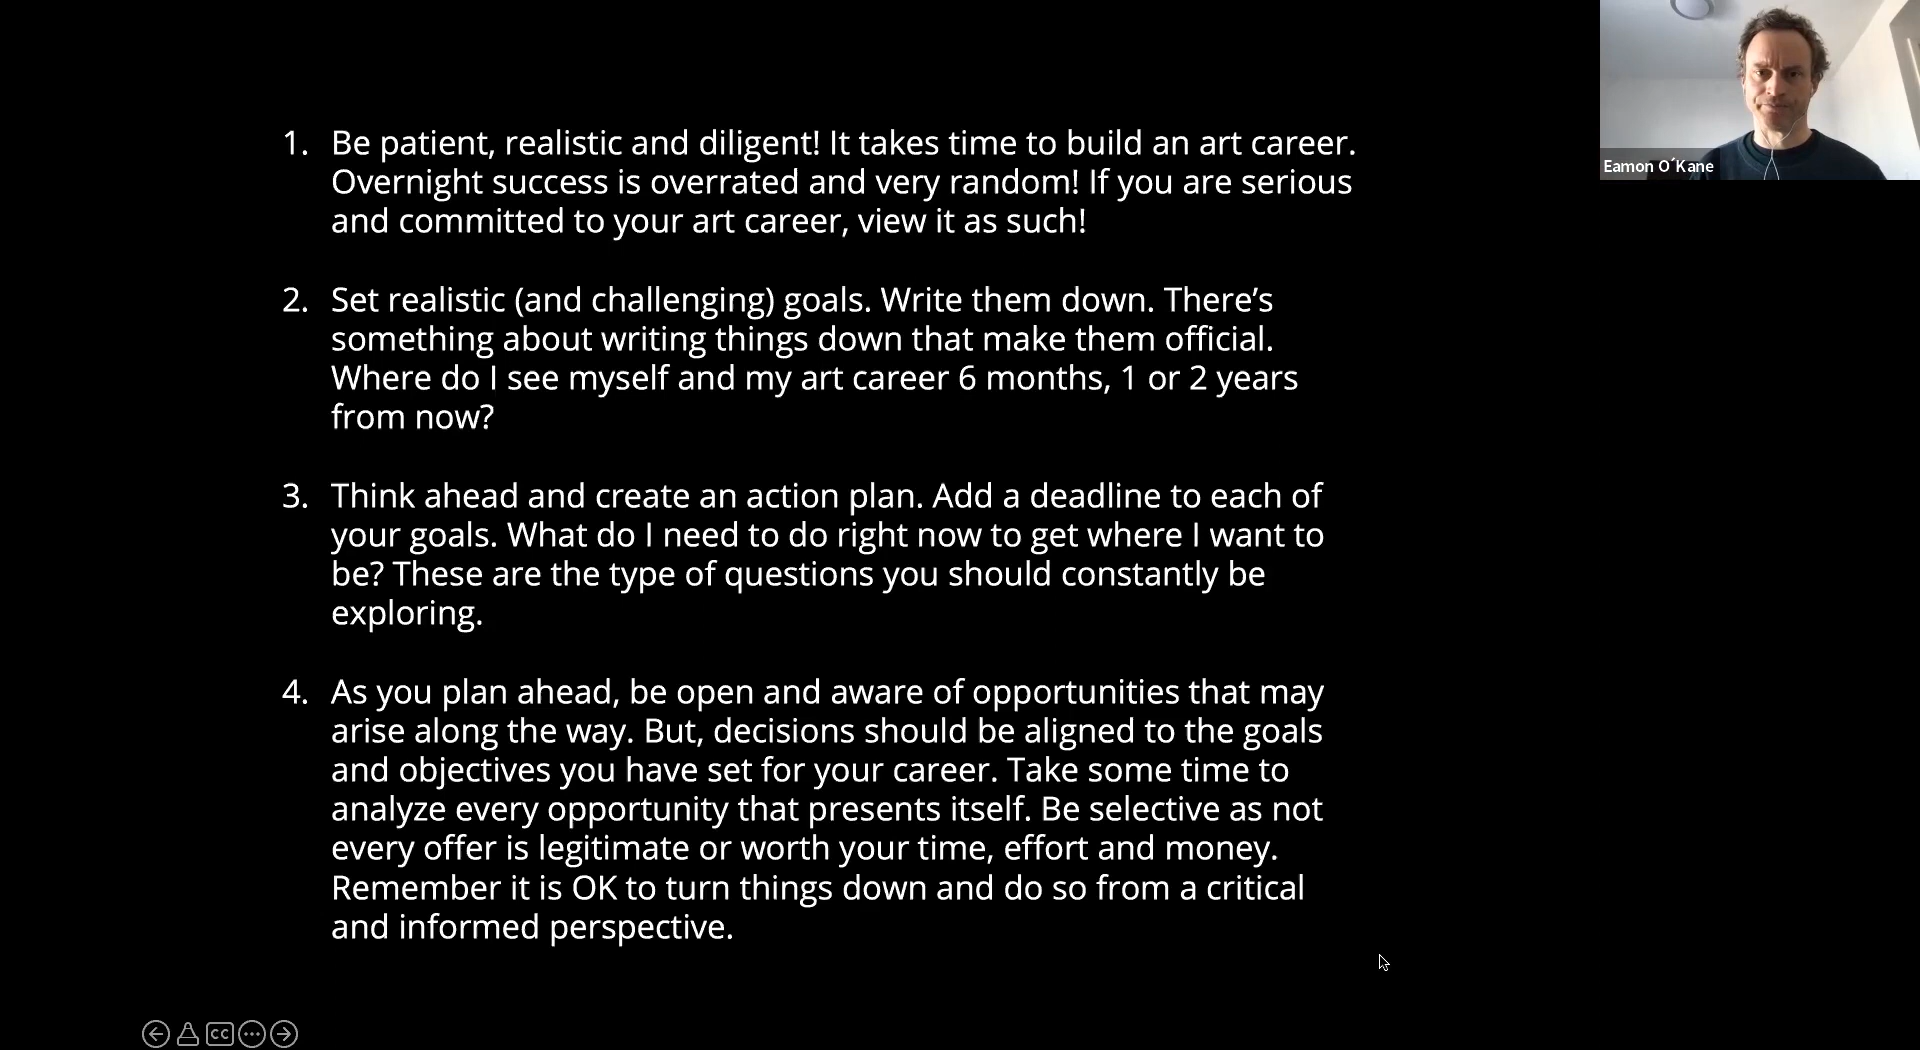 1. Be patient, realistic and diligent! It takes time to build an art career.
Overnight success is overrated and very random! If you are serious
and committed to your art career, view it as such!
2. Set realistic (and challenging) goals. Write them down. There’s
something about writing things down that make them official.
Where do I see myself and my art career 6 months, 1 or 2 years
from now?
3. Think ahead and create an action plan. Add a deadline to each of
your goals. What do I need to do right now to get where I want to
be? These are the type of questions you should constantly be
exploring.
4. As you plan ahead, be open and aware of opportunities that may
arise along the way. But, decisions should be aligned to the goals
and objectives you have set for your career. Take some time to
analyze every opportunity that presents itself. Be selective as not
every offer is legitimate or worth your time, effort and money.
Remember it is OK to turn things down and do so from a critical
and informed perspective.
Eamon O´Kane
CC